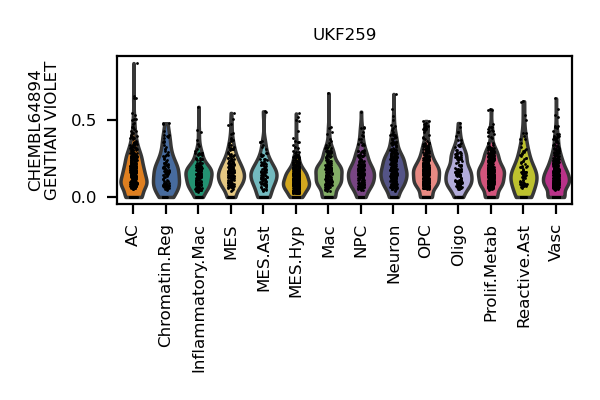 UKF259
CHEMBL64894
GENTIAN VIOLET
0.5
0.0
AC
Chromatin.Reg
Inflammatory.Mac
MES
MES.Ast
MES.Hyp
Mac
NPC
Neuron
OPC
Oligo
Prolif.Metab
Reactive.Ast
Vasc